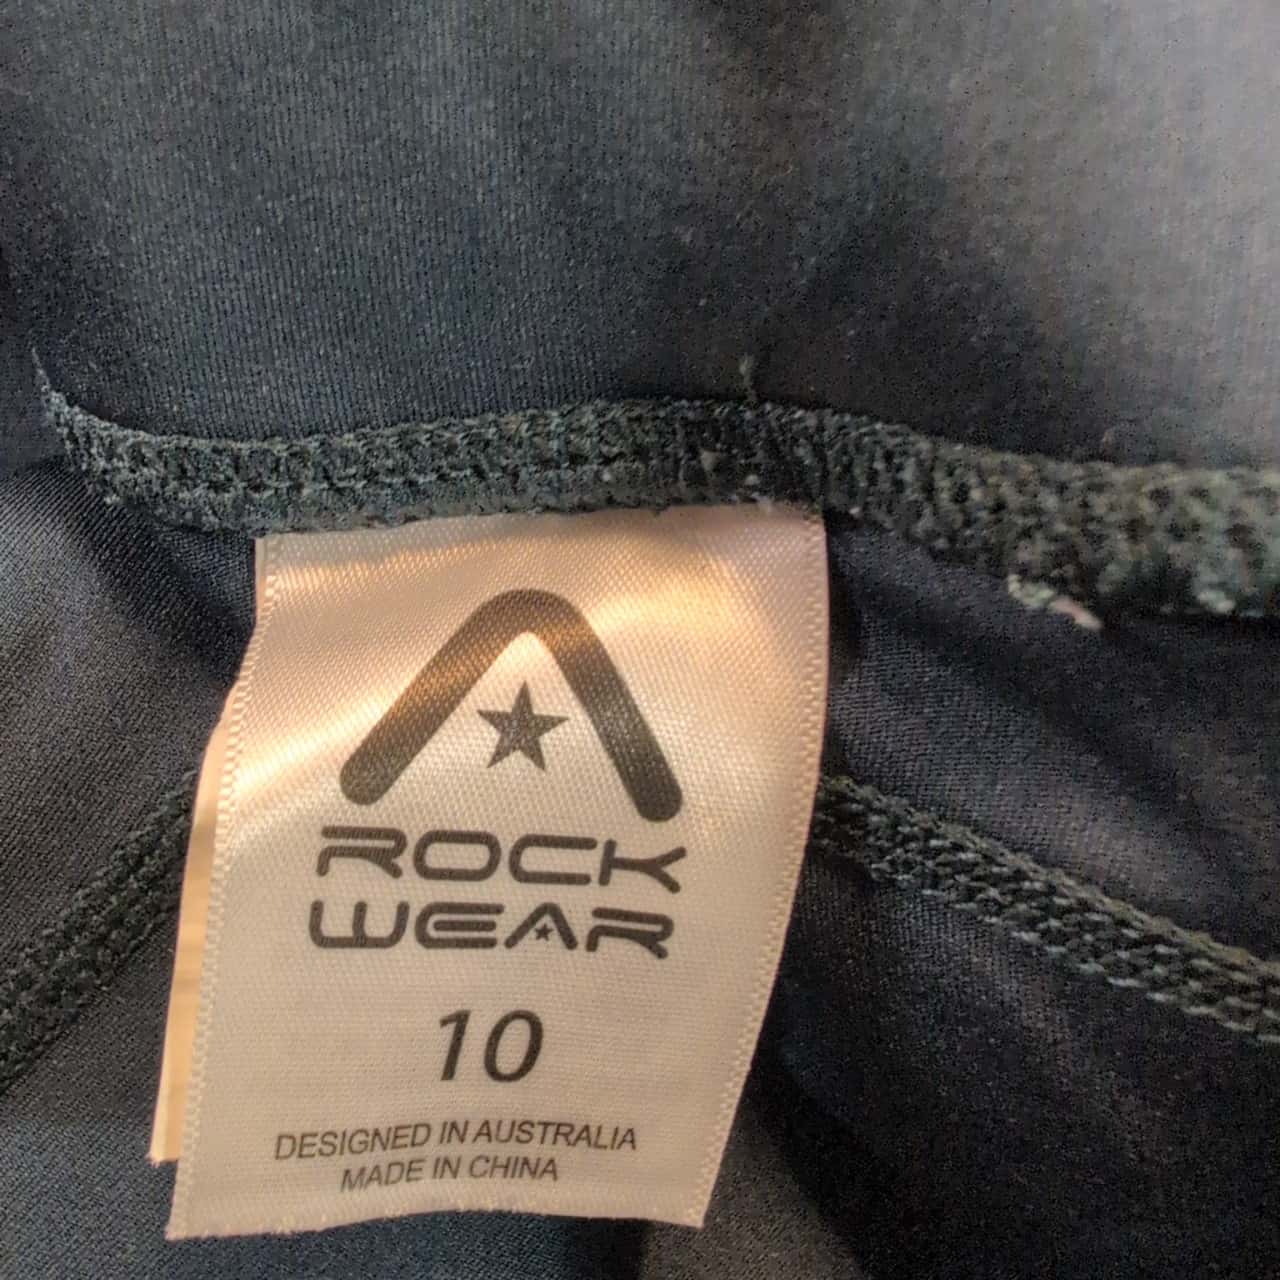 ROCK
WEAR
10
DESIGNED IN AUSTRALIA
MADE IN CHINA